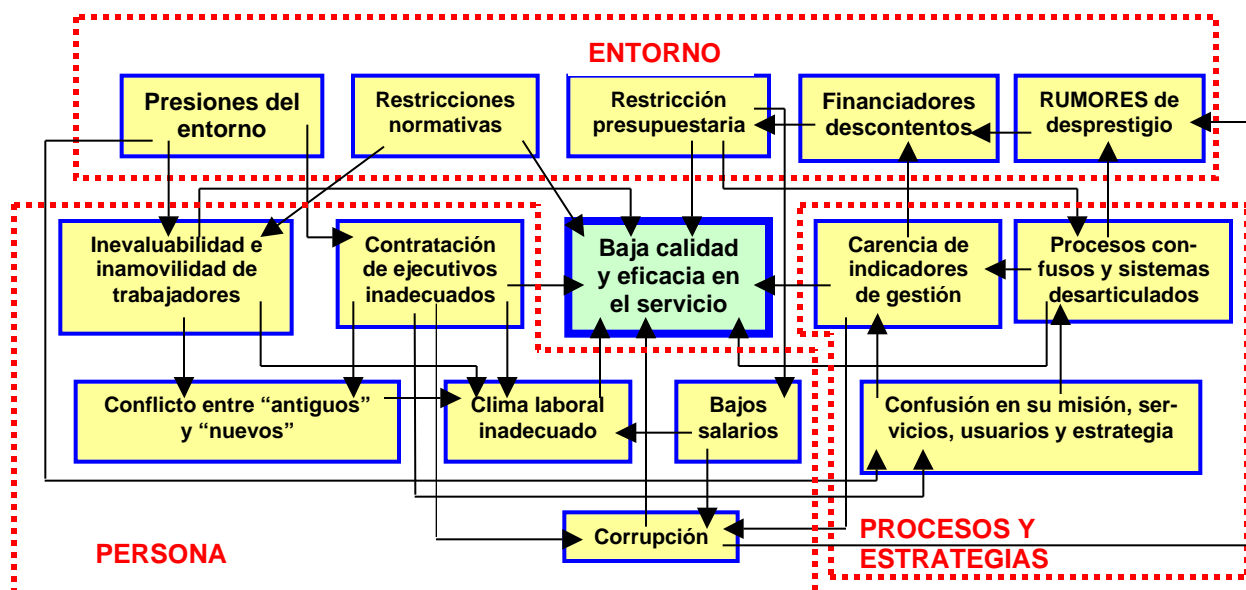 ENTORNO
Presiones del
entorno
Restricciones
normativas
Restricción
presupuestaria
Financiadores
descontentos
RUMORES de
desprestigio
Inevaluabilidad e
inamovilidad de
trabajadores
Contratación
de ejecutivos
inadecuados
Baja calidad
y eficacia en
el servicio
Carencia de
indicadores
de gestión
Procesos con-
fusos y sistemas
desarticulados
Conflicto entre “antiguos”
y “nuevos”
Clima laboral
inadecuado
Bajos
salarios
Confusión en su misión, ser-
vicios, usuarios y estrategia
Corrupción
PERSONA
PROCESOS Y
ESTRATEGIAS